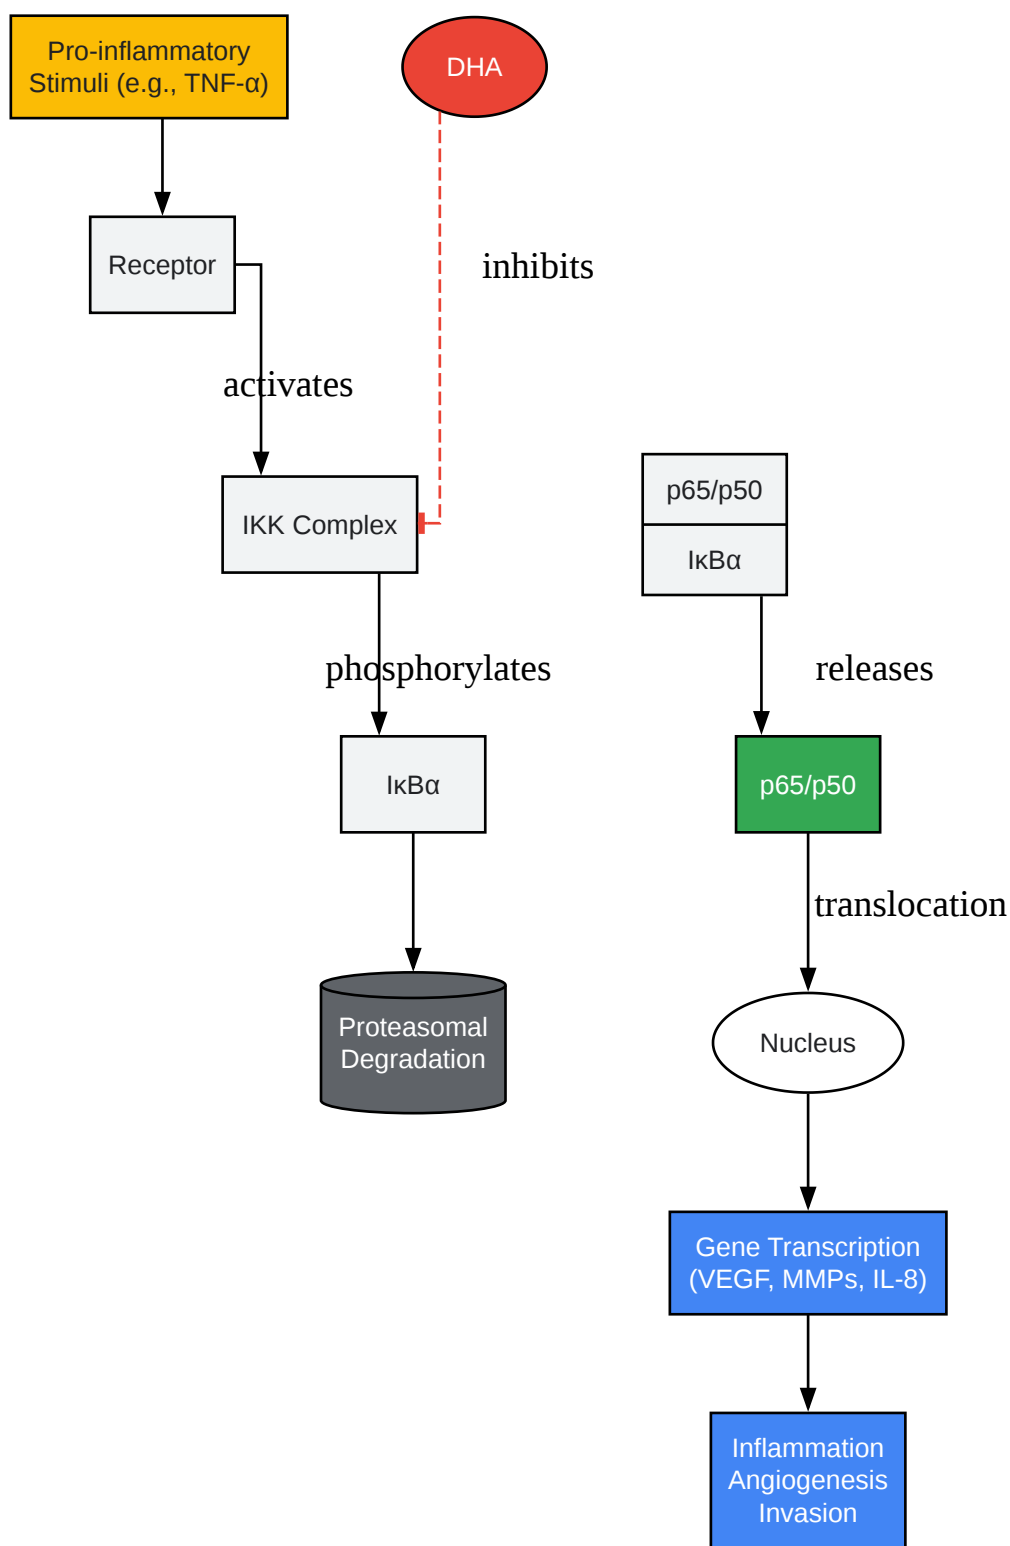 Pro-inflammatory
Stimuli (e.g., TNF-α)
DHA
Receptor
inhibits
activates
p65/p50
IKK Complex
IκBα
phosphorylates
releases
IκBα
p65/p50
translocation
Proteasomal
Degradation
Nucleus
Gene Transcription
(VEGF, MMPs, IL-8)
Inflammation
Angiogenesis
Invasion